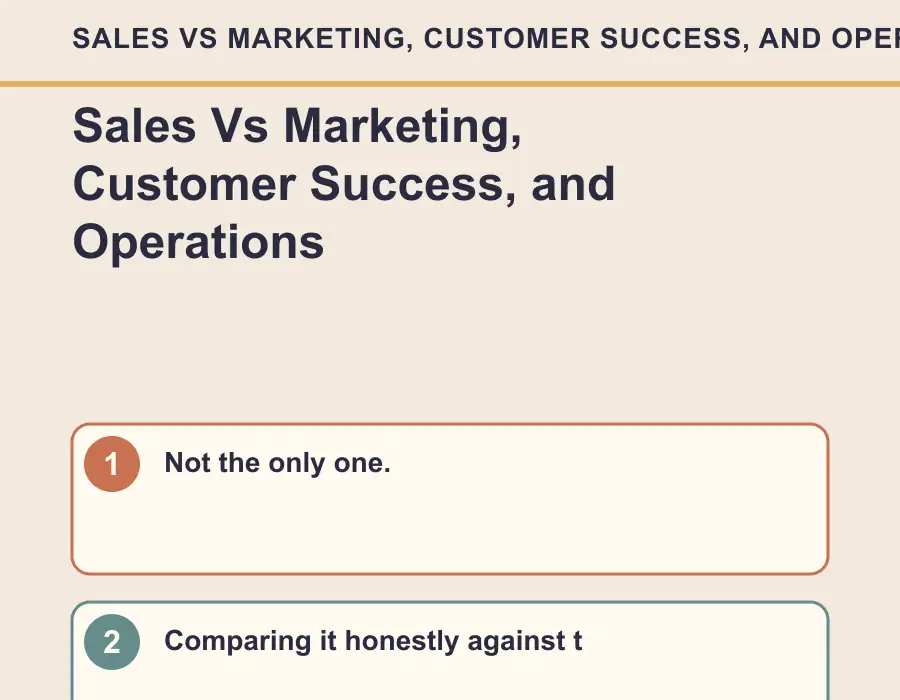 SALES VS MARKETING, CUSTOMER SUCCESS, AND OPER
Sales Vs Marketing,
Customer Success, and
Operations
1 Not the only one.
2 Comparing it honestly against t